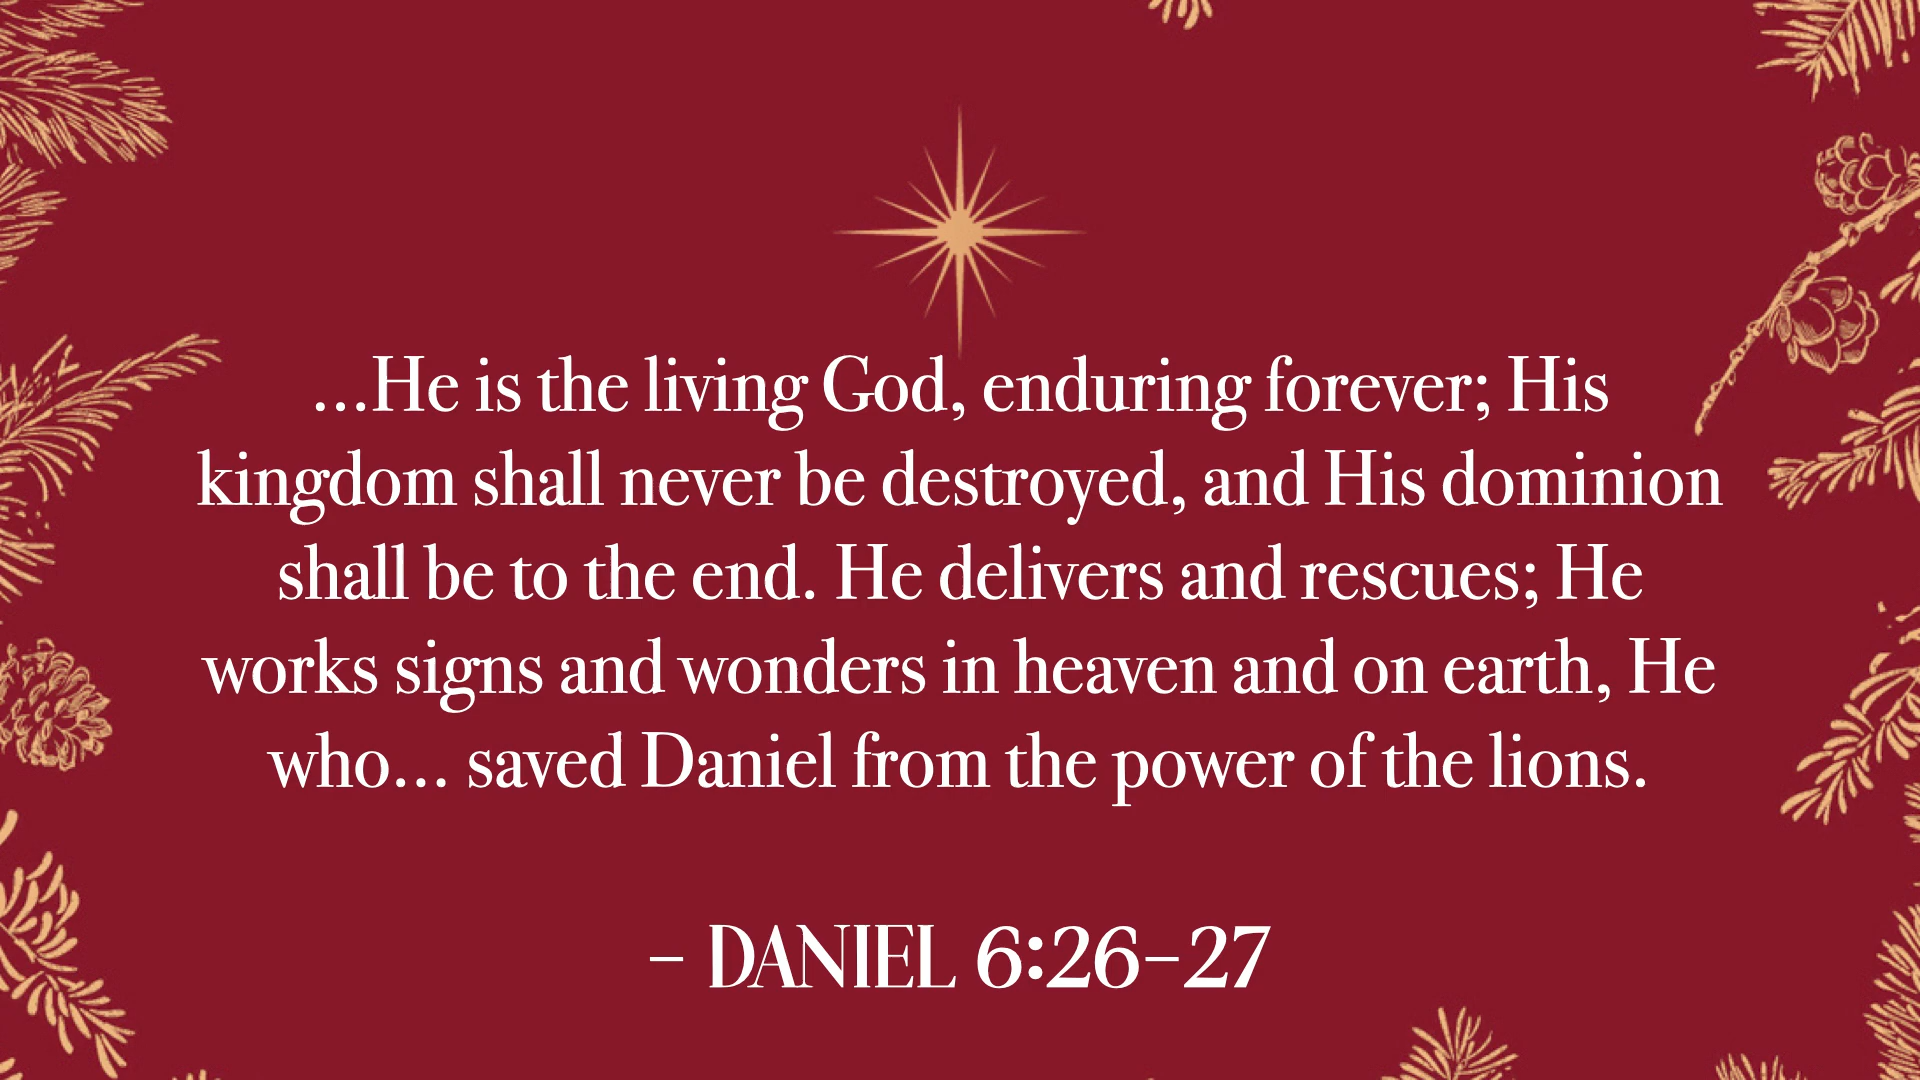 ...He is the living God, enduring forever; His
kingdom shall never be destroyed, and His dominion
shall be to the end. He delivers and rescues; He
works signs and wonders in heaven and on earth, He
who... saved Daniel from the power of the lions.
– DANIEL 6:26–27